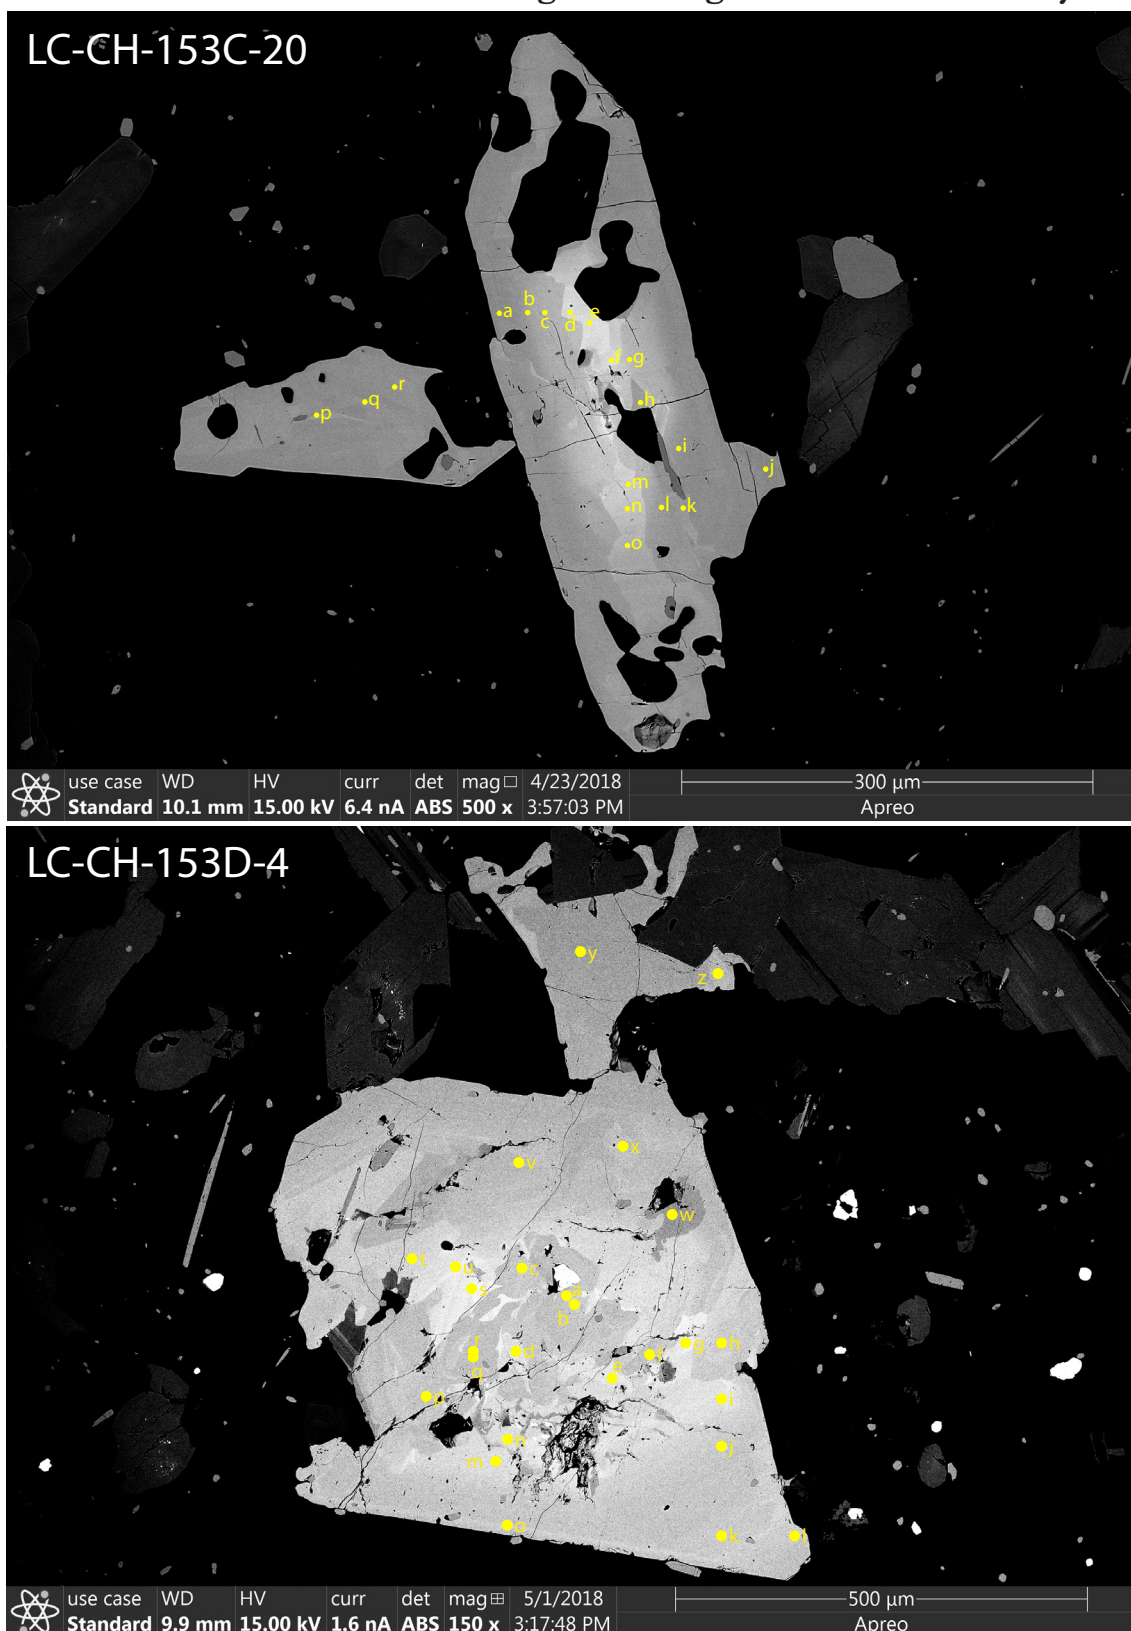 LC-CH-153C-20
a
b
c
d
e
f
g
h
i
j
k
l
m
n
o
p
q
r
use case WD HV curr det mag 4/23/2018 300 µm
Standard 10.1 mm 15.00 kV 6.4 nA ABS 500 x 3:57:03 PM Apreo
LC-CH-153D-4
y
z
x
v
w
t
u
c
s
a
b
r
d
g
h
f
q
e
p
i
n
j
m
o
k
l
use case WD HV curr det mag 5/1/2018 500 µm
Standard 9.9 mm 15.00 kV 1.6 nA ABS 150 x 3:17:48 PM Apreo